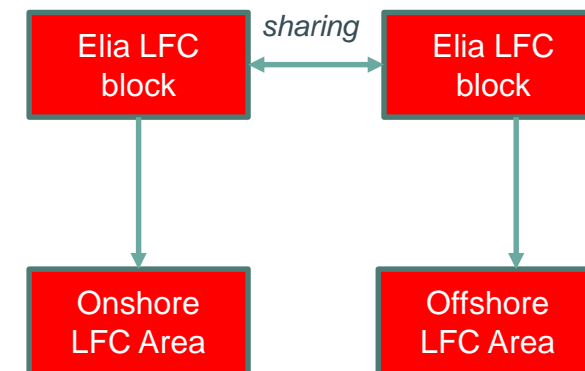 sharing
Elia LFC
block
Elia LFC
block
Onshore
LFC Area
Offshore
LFC Area